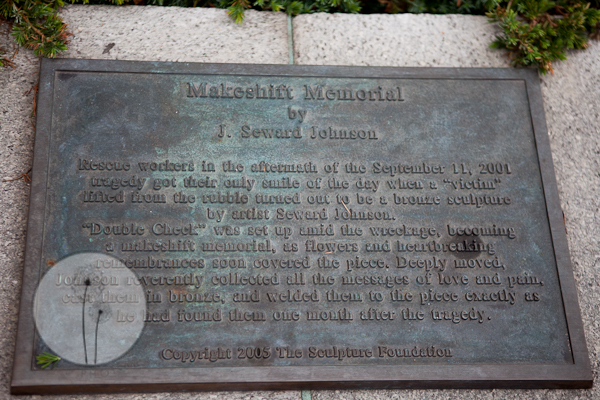 Makeshift Memorial
by
J. Seward Johnson
Rescue workers in the aftermath of the September 11, 2001
tragedy got their only smile of the day when a "victim"
lifted from the rubble turned out to be a bronze sculpture
by artist Seward Johnson.
"Double Check" was set up amid the wreckage, becoming
a makeshift memorial, as flowers and heartbreaking
remembrances soon covered the piece. Deeply moved,
Johnson reverently collected all the messages of love and pain,
cast them in bronze, and welded them to the piece exactly as
he had found them one month after the tragedy.
Copyright 2005 The Sculpture Foundation